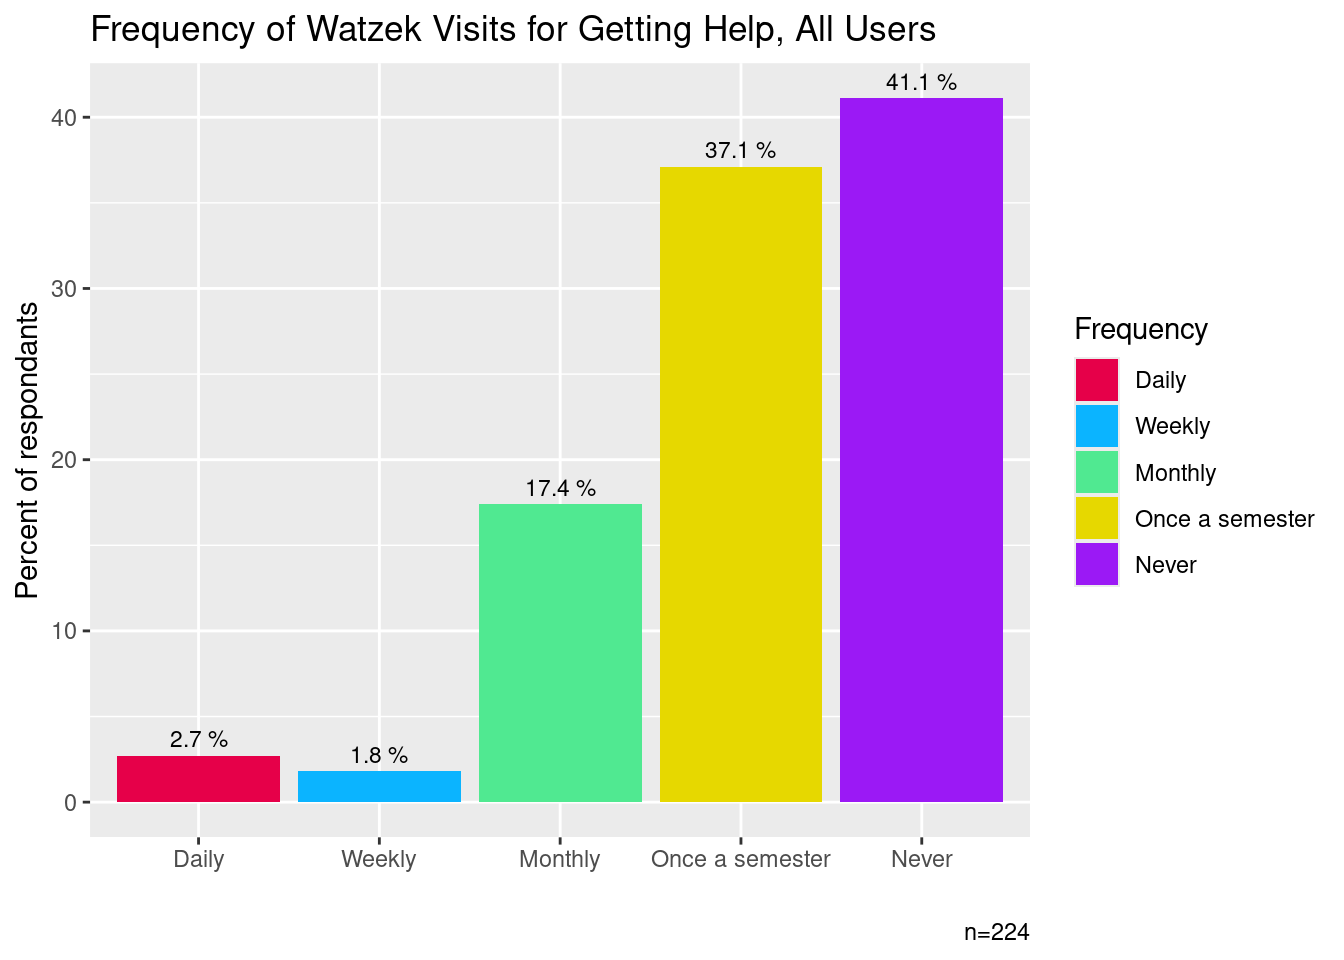 Frequency of Watzek Visits for Getting Help, All Users
41.1 %
37.1 %
17.4 %
2.7 %
1.8 %
40
30
20
10
0
Percent of respondants
Daily
Weekly
Monthly
Once a semester
Never
Frequency
Daily
Weekly
Monthly
Once a semester
Never
n=224